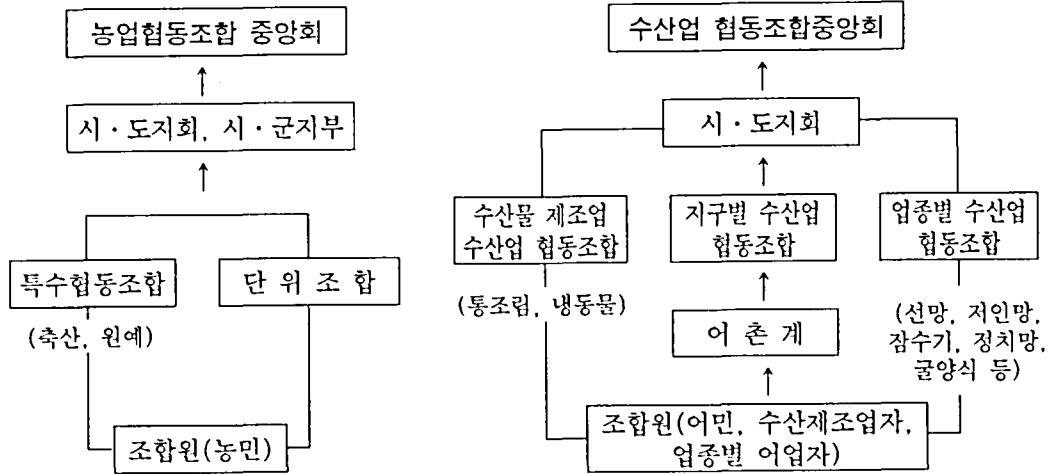 농업협동조합 중앙회
시·도지회, 시·군지부
특수협동조합
(축산, 원예)
단 위 조 합
조합원(농민)
수산업 협동조합중앙회
시·도지회
수산물 제조업
수산업 협동조합
(통조림, 냉동물)
지구별 수산업
협동조합
어 촌 계
업종별 수산업
협동조합
(선망, 저인망,
잠수기, 정치망,
굴양식 등)
조합원(어민, 수산제조업자,
업종별 어업자)